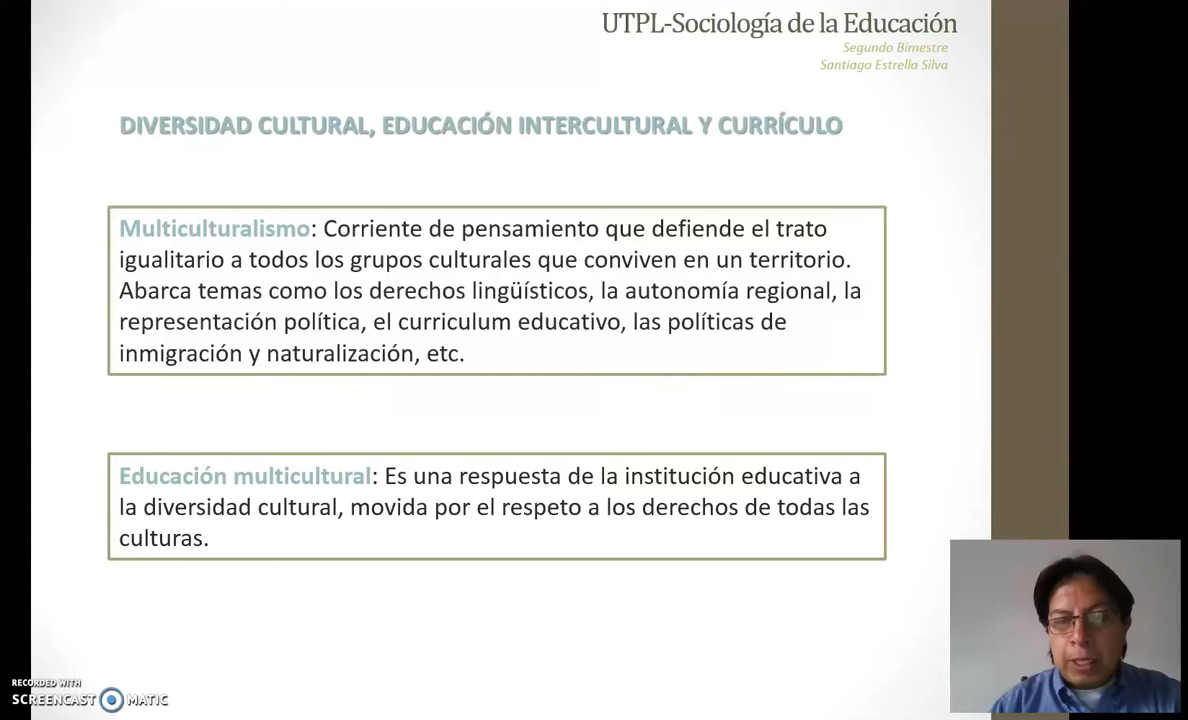 UTPL-Sociología de la Educación
Segundo Bimestre
Santiago Estrella Silva
DIVERSIDAD CULTURAL, EDUCACIÓN INTERCULTURAL Y CURRÍCULO
Multiculturalismo: Corriente de pensamiento que defiende el trato
igualitario a todos los grupos culturales que conviven en un territorio.
Abarca temas como los derechos lingüísticos, la autonomía regional, la
representación política, el curriculum educativo, las políticas de
inmigración y naturalización, etc.
Educación multicultural: Es una respuesta de la institución educativa a
la diversidad cultural, movida por el respeto a los derechos de todas las
culturas.
RECORDED WITH
SCREENCAST MATIC